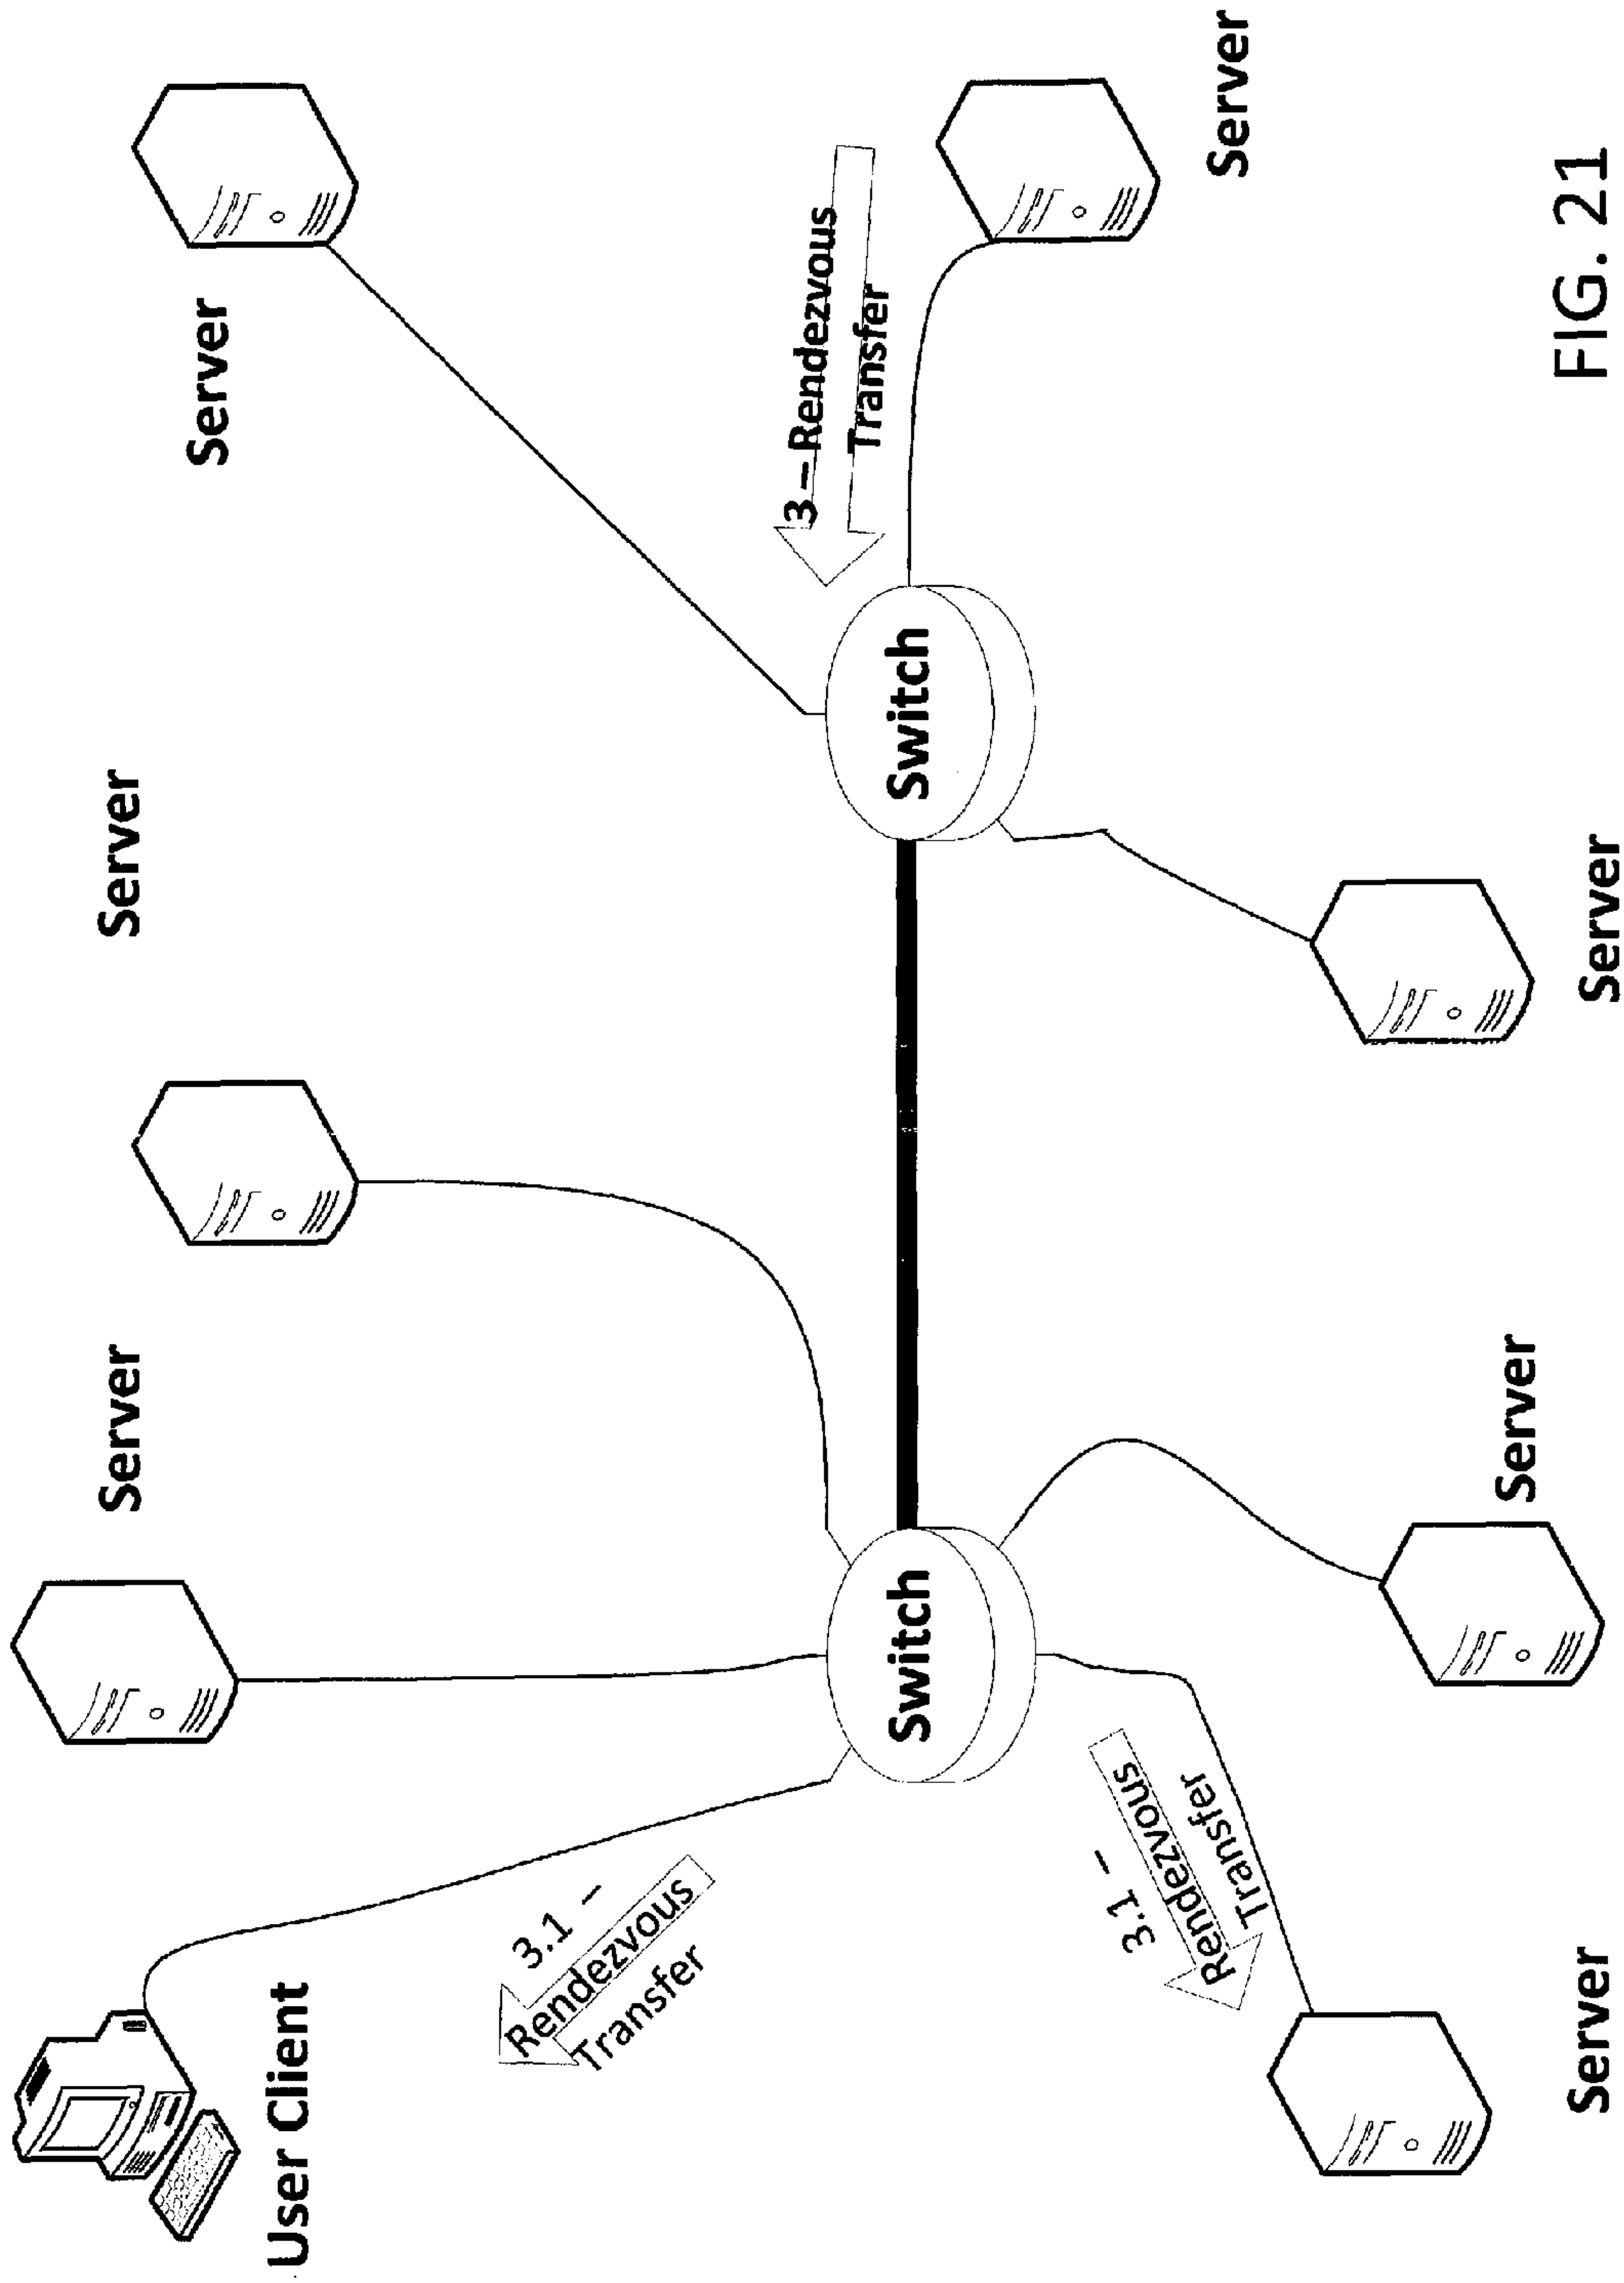 Server
Server
Server
User Client
3.1 –
Rendezvous
Transfer
3 – Rendezvous
Transfer
Switch
Switch
3.1 –
Rendezvous
Transfer
Server
Server
Server
Server
FIG. 21